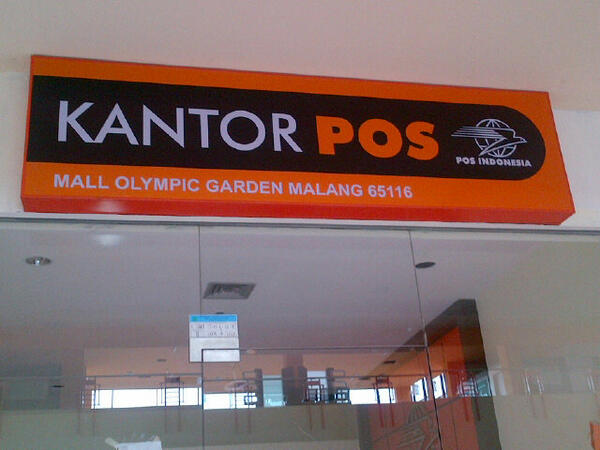 KANTOR POS
POS INDONESIA
MALL OLYMPIC GARDEN MALANG 65116